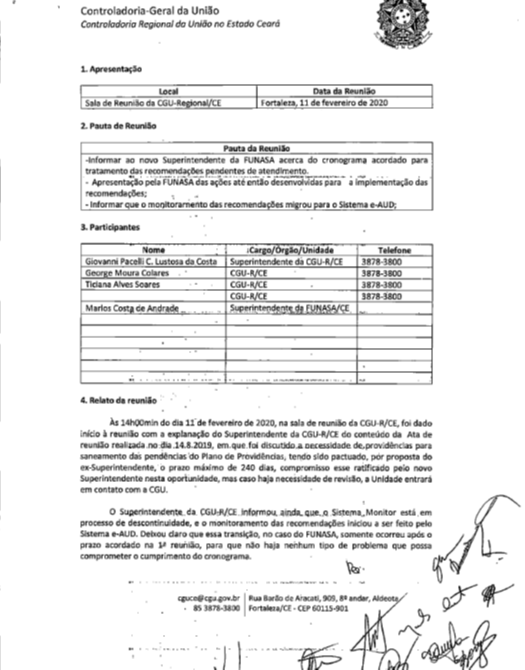 Controladoria-Geral da União
Controladoria Regional da União no Estado Ceará
1. Apresentação
Local Data da Reunião
Sala de Reunião da CGU-Regional/CE Fortaleza, 11 de fevereiro de 2020
2. Pauta de Reunião
Pauta da Reunião
-Informar ao novo Superintendente da FUNASA acerca do cronograma acordado para
tratamento das recomendações pendentes de atendimento.
- Apresentação pela FUNASA das ações até então desenvolvidas para a implementação das
recomendações;
- Informar que o monitoramento das recomendações migrou para o Sistema e-AUD;
3. Participantes
Nome Cargo/Órgão/Unidade Telefone
Giovanni Pacelli C. Lustosa da Costa Superintendente da CGU-R/CE 3878-3800
George Moura Colares CGU-R/CE 3878-3800
Ticiana Alves Soares CGU-R/CE 3878-3800
CGU-R/CE 3878-3800
Marlos Costa de Andrade Superintendente da FUNASA/CE
4. Relato da reunião
Às 14h00min do dia 11 de fevereiro de 2020, na sala de reunião da CGU-R/CE, foi dado
início à reunião com a explanação do Superintendente da CGU-R/CE do conteúdo da Ata de
reunião realizada no dia 14.8.2019, em que foi discutido a necessidade de providências para
saneamento das pendências do Plano de Providências, tendo sido pactuado, por proposta do
ex-Superintendente, o prazo máximo de 240 dias, compromisso esse ratificado pelo novo
Superintendente nesta oportunidade, mas caso haja necessidade de revisão, a Unidade entrará
em contato com a CGU.
O Superintendente da CGU-R/CE informou ainda que o Sistema Monitor está em
processo de descontinuidade, e o monitoramento das recomendações iniciou a ser feito pelo
Sistema e-AUD. Deixou claro que essa transição, no caso do FUNASA, somente ocorreu após o
prazo acordado na 1ª reunião, para que não haja nenhum tipo de problema que possa
comprometer o cumprimento do cronograma.
cguce@cgu.gov.br Rua Barão de Aracati, 909, 8º andar, Aldeota
85 3878-3800 Fortaleza/CE - CEP 60115-901